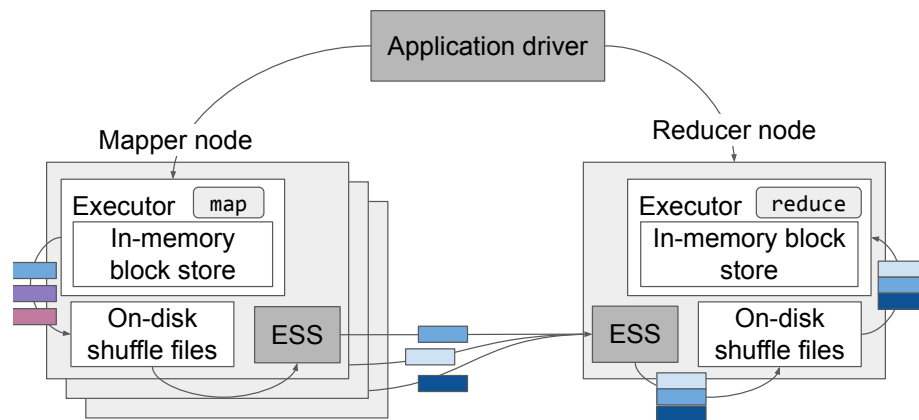 Application driver
Mapper node
Executor map
In-memory
block store
On-disk
shuffle files
ESS
Reducer node
Executor reduce
In-memory block
store
ESS
On-disk
shuffle files